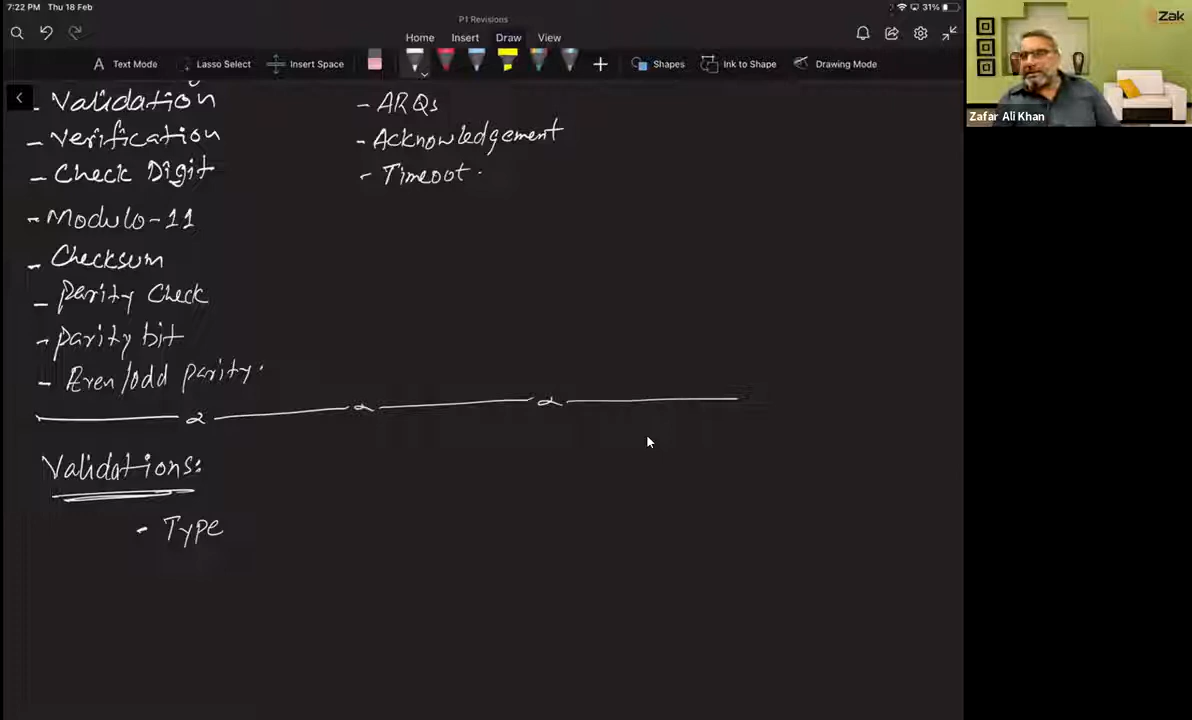 7:22 PM Thu 18 Feb
31%
P1 Revisions
Home Insert Draw View
Text Mode Lasso Select Insert Space Shapes Ink to Shape Drawing Mode
Zak
Zafar Ali Khan
- Validation
- Verification
- Check Digit
- Modulo-11
- Checksum
- Parity Check
- Parity bit
- Even/odd parity.
- ARQs
- Acknowledgement
- Timeout.
Validations:
- Type